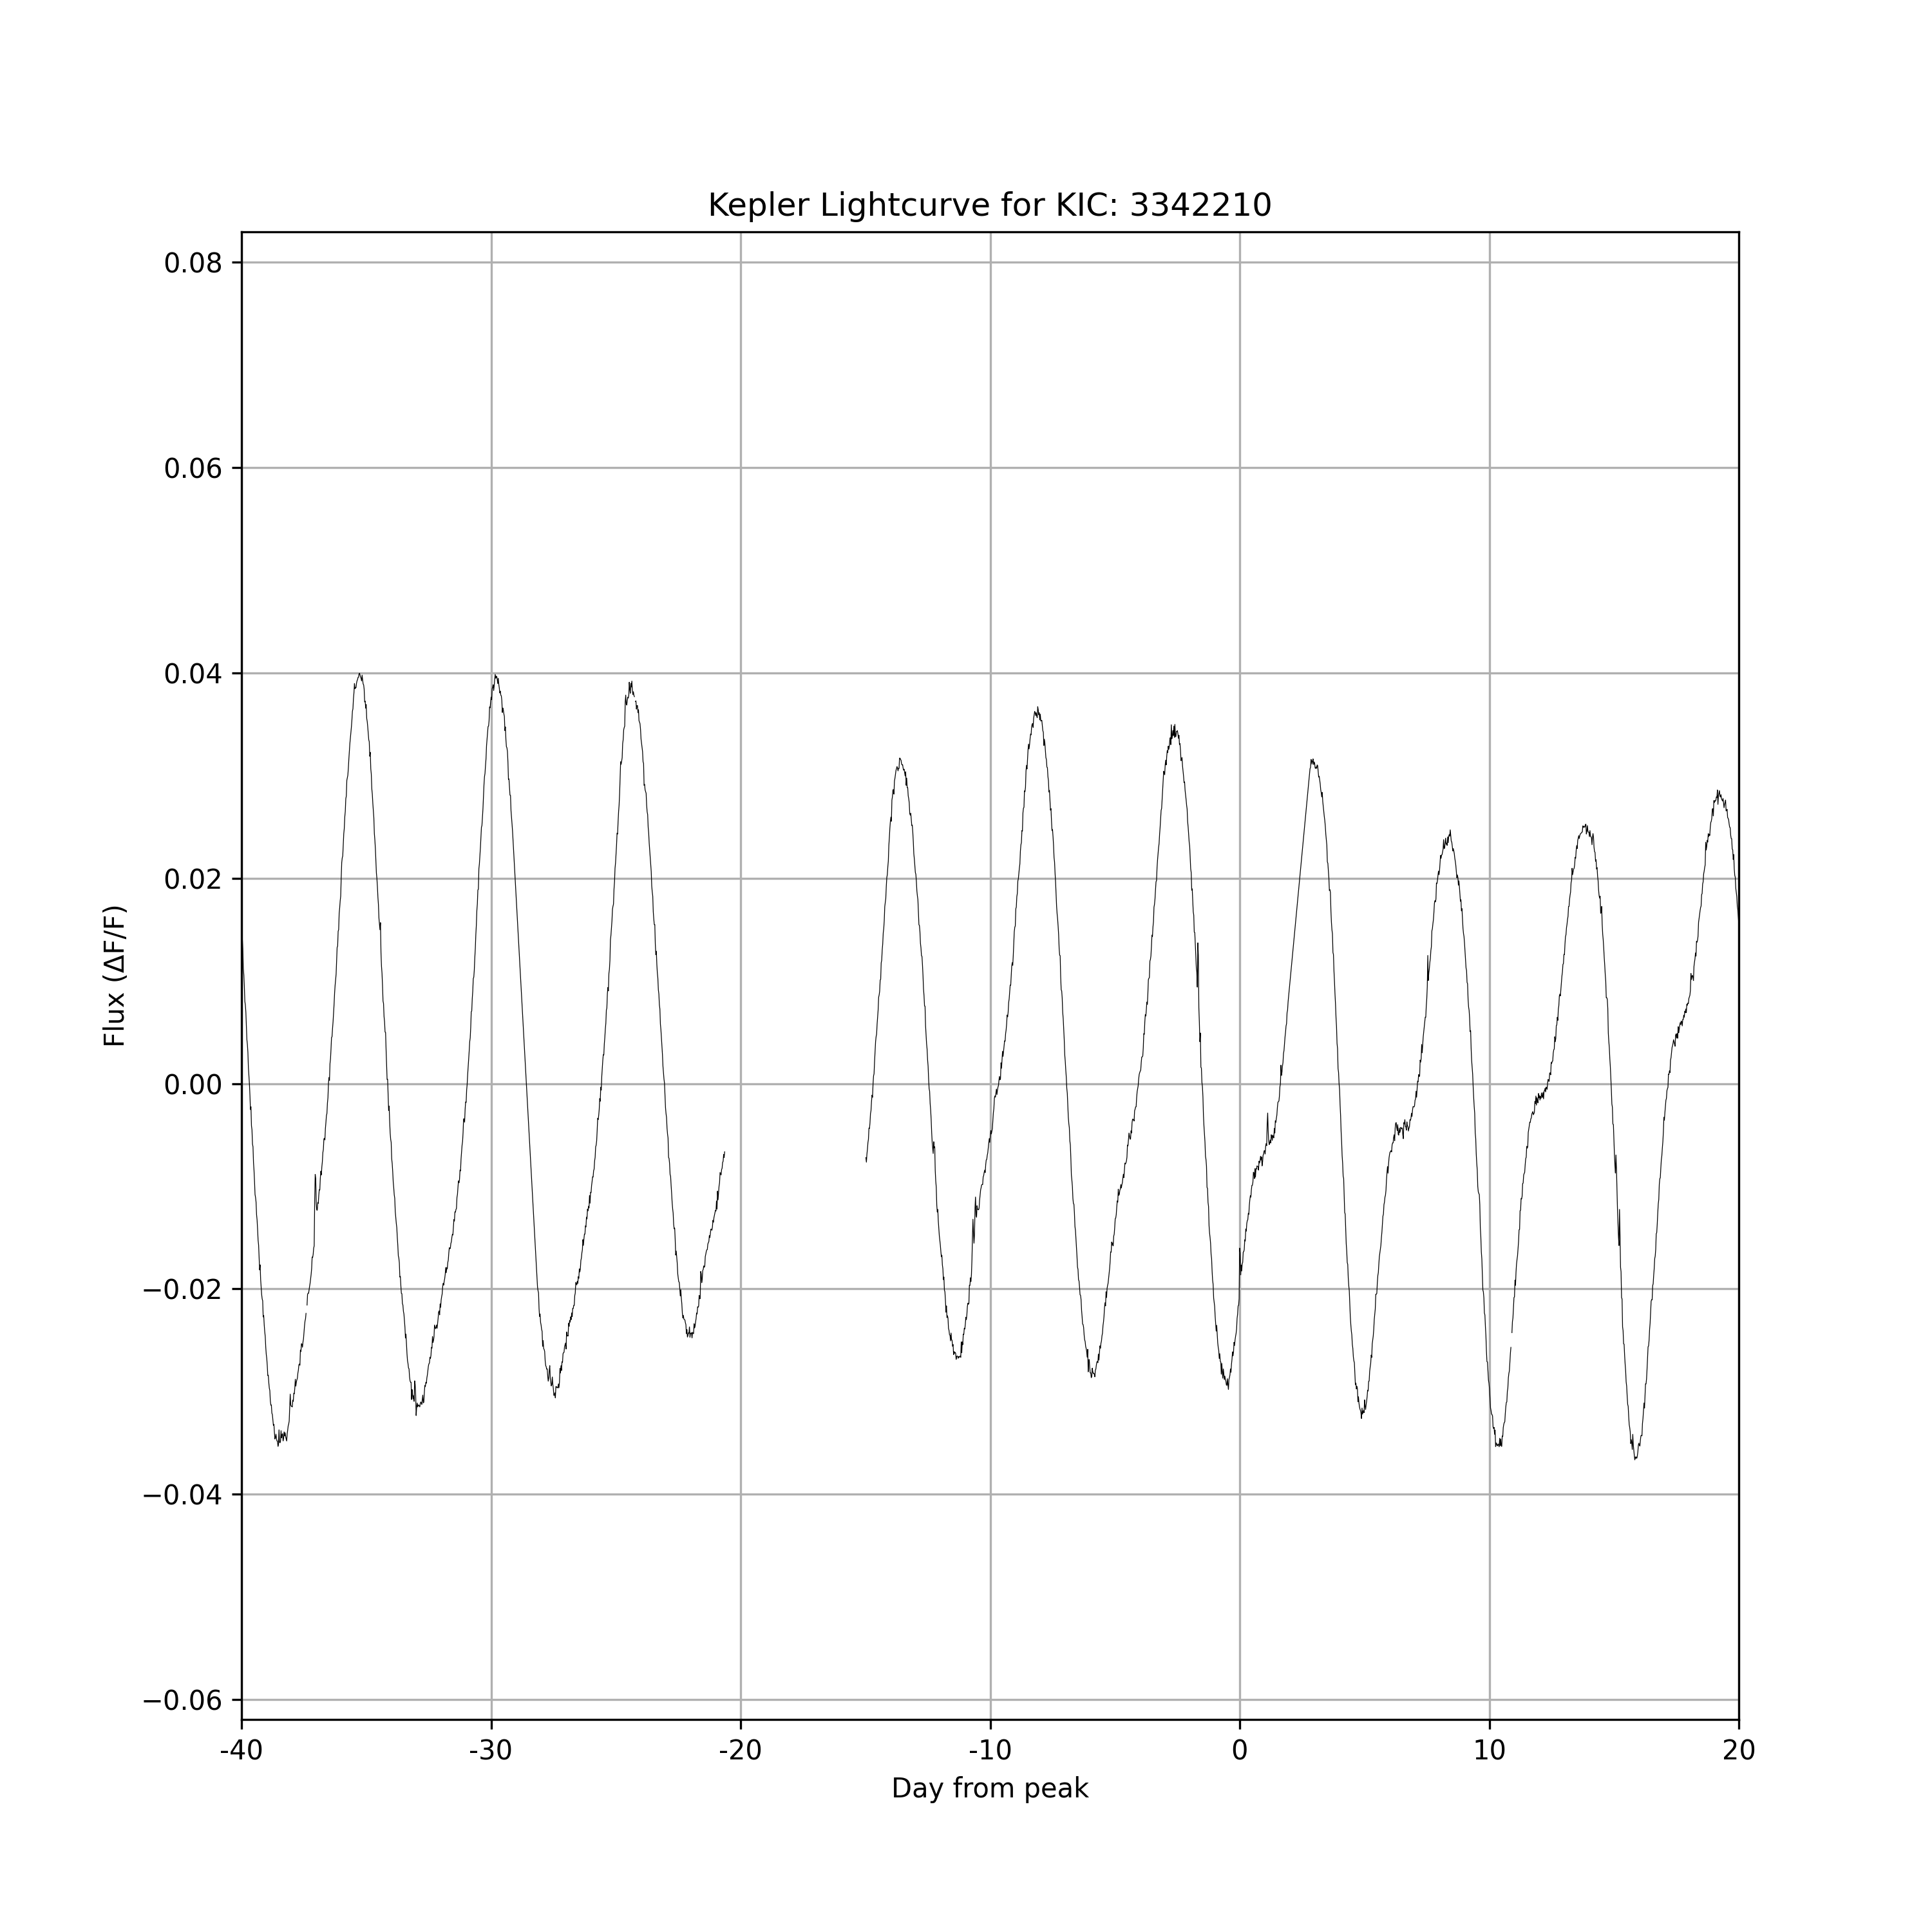 Kepler Lightcurve for KIC: 3342210
0.08
0.06
0.04
0.02
0.00
−0.02
−0.04
−0.06
Flux (ΔF/F)
-40 -30 -20 -10 0 10 20
Day from peak